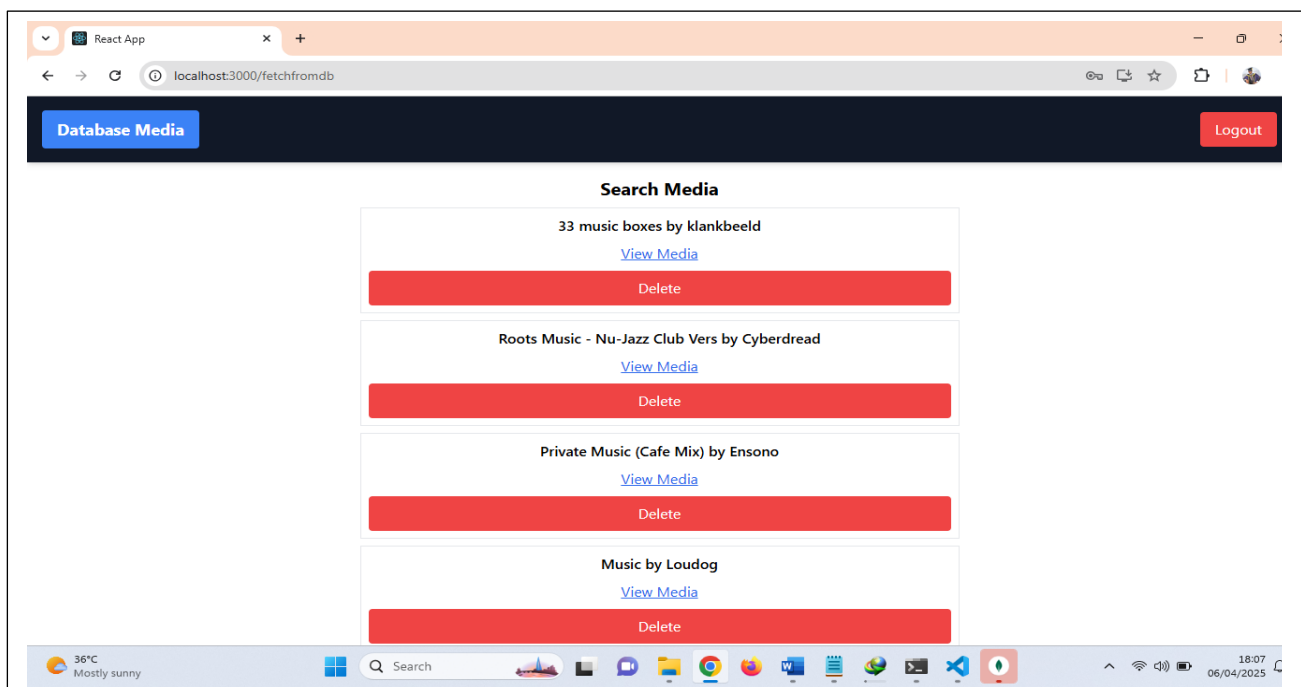 React App
localhost:3000/fetchfromdb
Database Media
Logout
Search Media
33 music boxes by klankbeeld
View Media
Delete
Roots Music - Nu-Jazz Club Vers by Cyberdread
View Media
Delete
Private Music (Cafe Mix) by Ensono
View Media
Delete
Music by Loudog
View Media
Delete
36°C
Mostly sunny
Search
18:07
06/04/2025